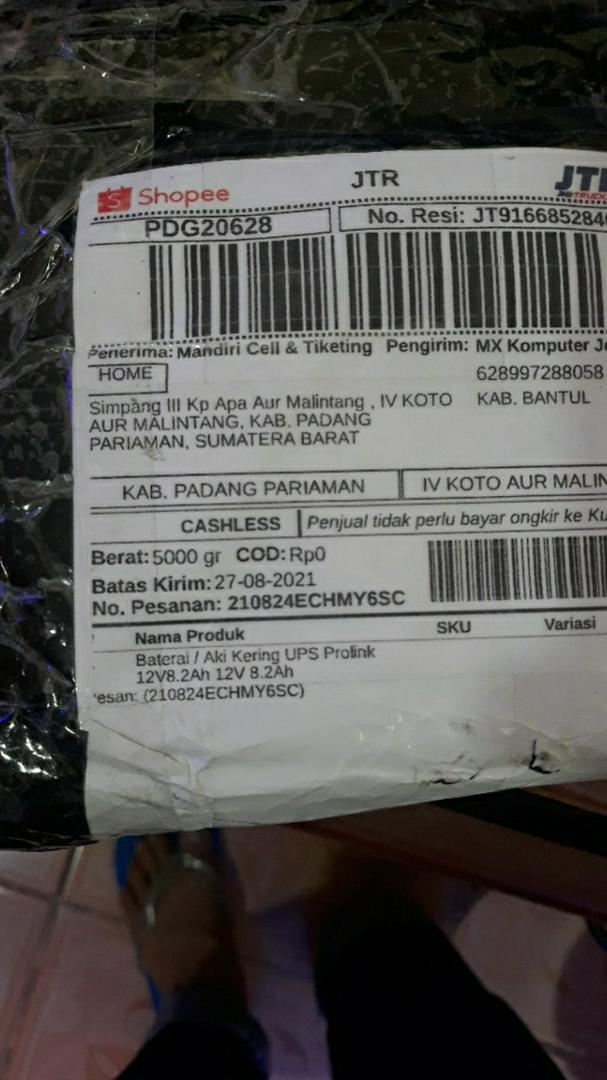 Shopee
JTR
PDG20628
No. Resi: JT916685284
Penerima: Mandiri Cell & Tiketing Pengirim: MX Komputer
HOME
628997288058
Simpang III Kp Apa Aur Malintang , IV KOTO KAB. BANTUL
AUR MALINTANG, KAB. PADANG
PARIAMAN, SUMATERA BARAT
KAB. PADANG PARIAMAN
IV KOTO AUR MALIN
CASHLESS Penjual tidak perlu bayar ongkir ke Ku
Berat: 5000 gr COD: Rp0
Batas Kirim: 27-08-2021
No. Pesanan: 210824ECHMY6SC
Nama Produk SKU Variasi
Baterai / Aki Kering UPS Prolink
12V8.2Ah 12V 8.2Ah
esan: (210824ECHMY6SC)